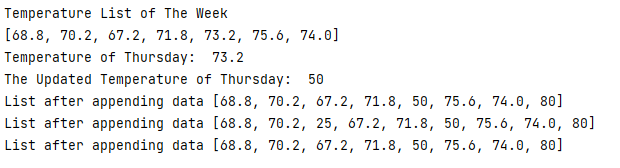 Temperature List of The Week
[68.8, 70.2, 67.2, 71.8, 73.2, 75.6, 74.0]
Temperature of Thursday:  73.2
The Updated Temperature of Thursday:  50
List after appending data [68.8, 70.2, 67.2, 71.8, 50, 75.6, 74.0, 80]
List after appending data [68.8, 70.2, 25, 67.2, 71.8, 50, 75.6, 74.0, 80]
List after appending data [68.8, 70.2, 67.2, 71.8, 50, 75.6, 74.0, 80]